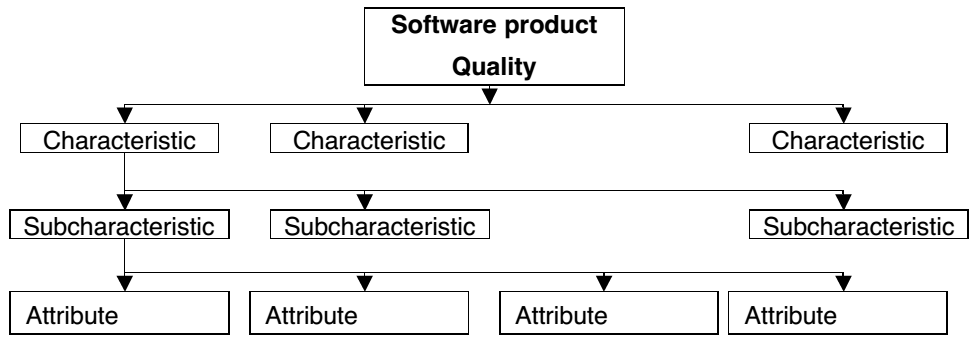 Software product
Quality
Characteristic
Characteristic
Characteristic
Subcharacteristic
Subcharacteristic
Subcharacteristic
Attribute
Attribute
Attribute
Attribute